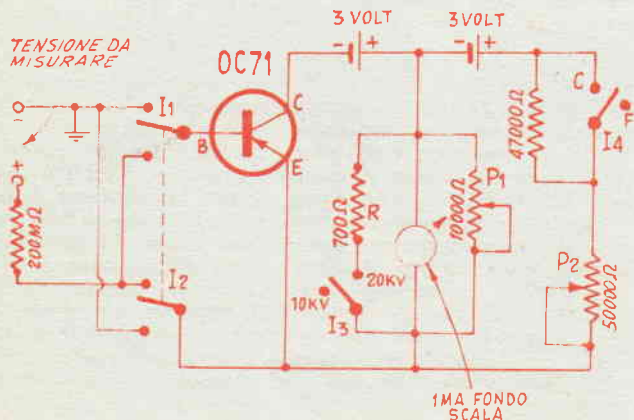 3 VOLT
3 VOLT
- +
- +
TENSIONE DA
MISURARE
OC71
I1
B
C
E
-
+
200MΩ
I2
700Ω
R
10KV
20KV
I3
P1
10000Ω
47000Ω
C
F
I4
P2
50000Ω
1MA FONDO
SCALA